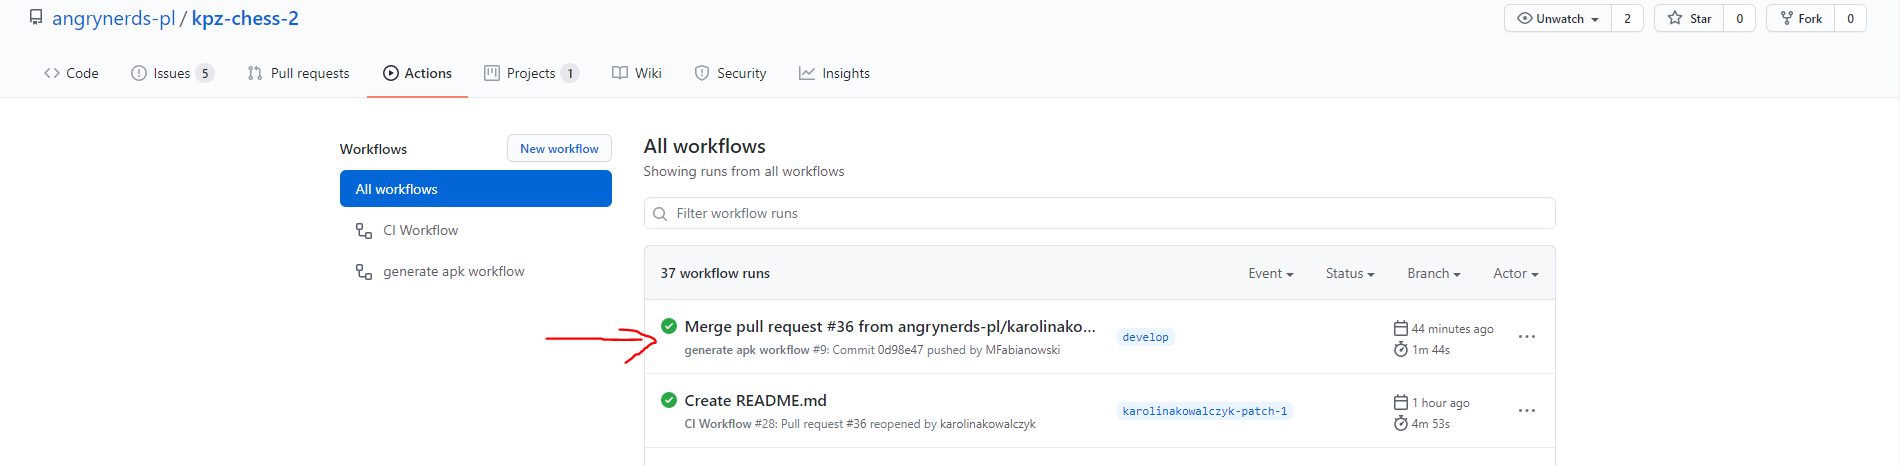 angrynerds-pl / kpz-chess-2
Unwatch 2 Star 0 Fork 0
Code Issues 5 Pull requests Actions Projects 1 Wiki Security Insights
Workflows
New workflow
All workflows
CI Workflow
generate apk workflow
All workflows
Showing runs from all workflows
Filter workflow runs
37 workflow runs Event Status Branch Actor
Merge pull request #36 from angrynerds-pl/karolinako... develop 44 minutes ago
generate apk workflow #9: Commit 0d98e47 pushed by MFabianowski 1m 44s
Create README.md karolinakowalczyk-patch-1 1 hour ago
CI Workflow #28: Pull request #36 reopened by karolinakowalczyk 4m 53s